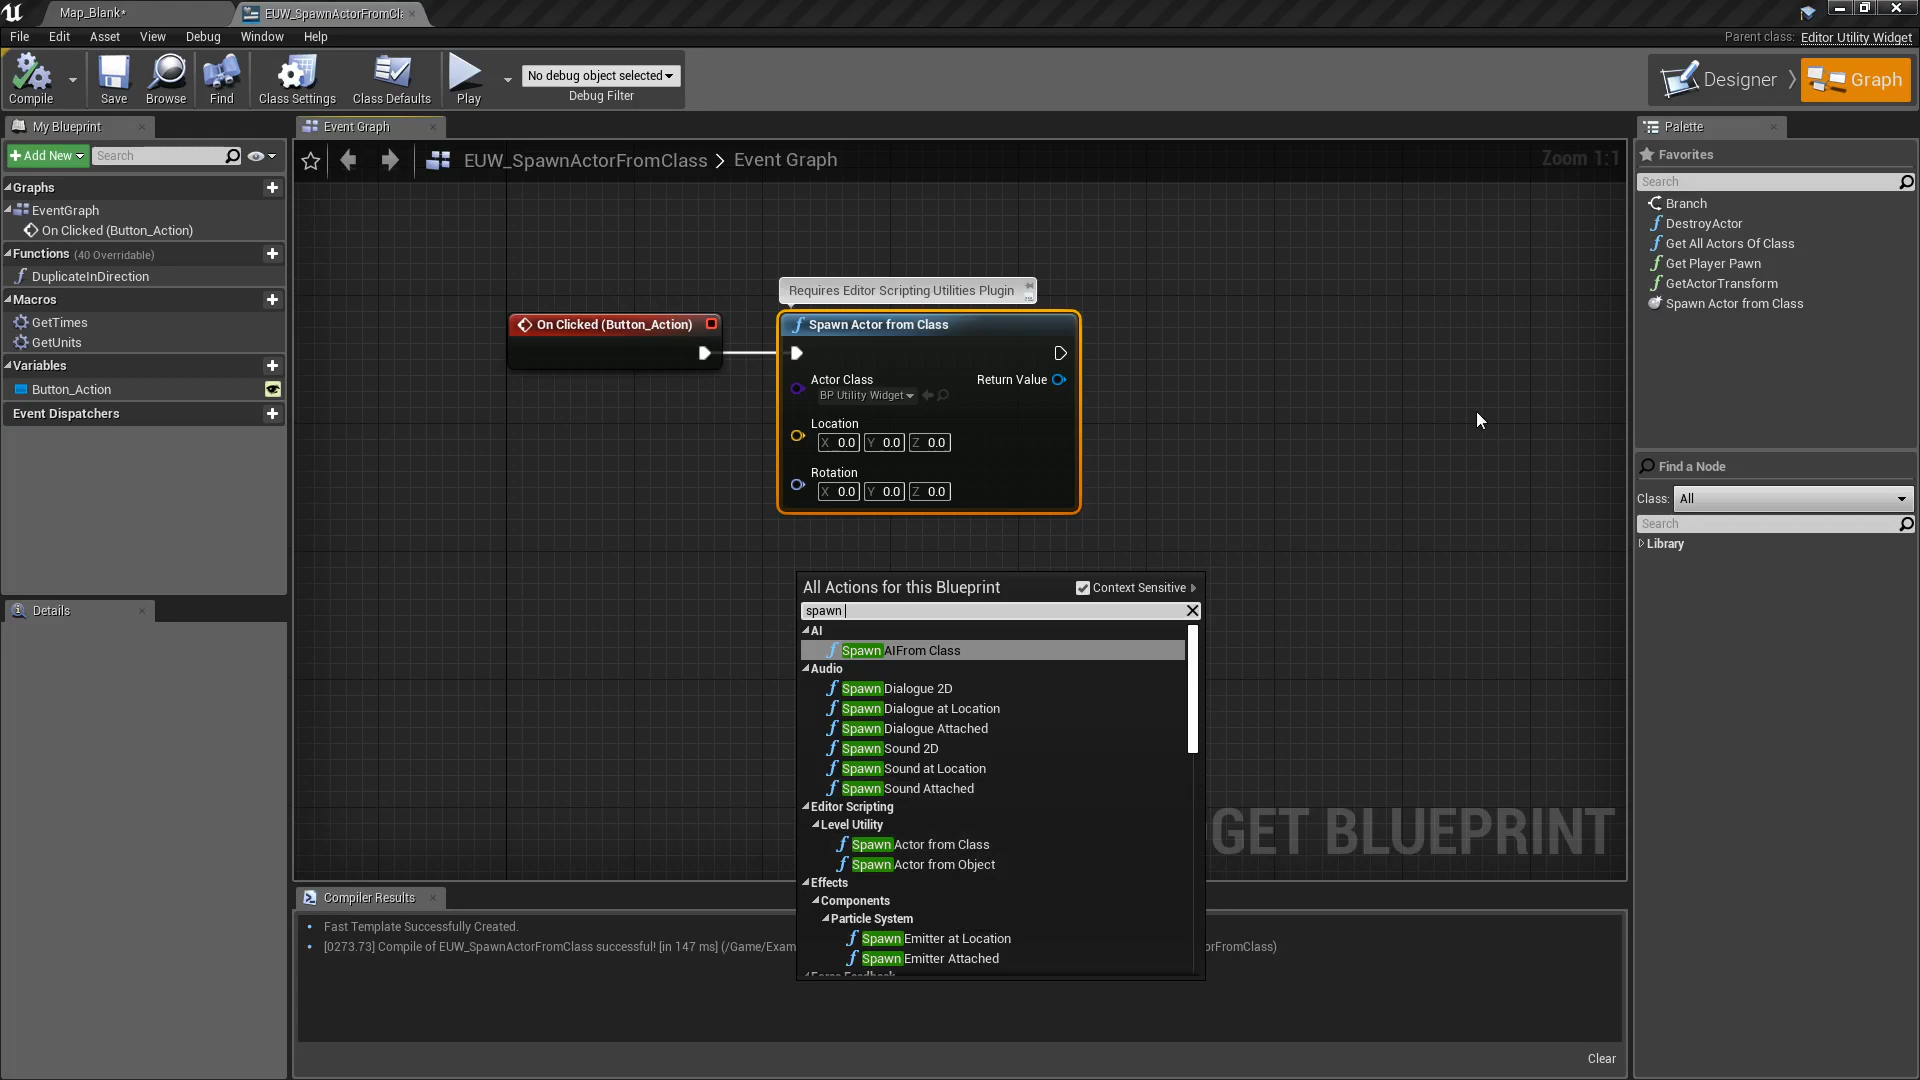 Map_Blank*
EUW_SpawnActorFromCl
File Edit Asset View Debug Window Help
Parent class: Editor Utility Widget
Compile
Save
Browse
Find
Class Settings
Class Defaults
Play
No debug object selected
Debug Filter
Designer
Graph
My Blueprint
Add New
Search
Graphs
EventGraph
On Clicked (Button_Action)
Functions (40 Overridable)
DuplicateInDirection
Macros
GetTimes
GetUnits
Variables
Button_Action
Event Dispatchers
Details
Event Graph
EUW_SpawnActorFromClass > Event Graph
Zoom 1:1
Requires Editor Scripting Utilities Plugin
On Clicked (Button_Action)
Spawn Actor from Class
Actor Class
BP Utility Widget
Return Value
Location
X 0.0 Y 0.0 Z 0.0
Rotation
X 0.0 Y 0.0 Z 0.0
All Actions for this Blueprint
Context Sensitive
spawn
AI
SpawnAIFrom Class
Audio
Spawn Dialogue 2D
Spawn Dialogue at Location
Spawn Dialogue Attached
Spawn Sound 2D
Spawn Sound at Location
Spawn Sound Attached
Editor Scripting
Level Utility
Spawn Actor from Class
Spawn Actor from Object
Effects
Components
Particle System
Spawn Emitter at Location
Spawn Emitter Attached
GET BLUEPRINT
Compiler Results
Fast Template Successfully Created.
[0273.73] Compile of EUW_SpawnActorFromClass successful! [in 147 ms] (/Game/Exam
rFromClass)
Clear
Palette
Favorites
Search
Branch
DestroyActor
Get All Actors Of Class
Get Player Pawn
GetActorTransform
Spawn Actor from Class
Find a Node
Class: All
Search
Library